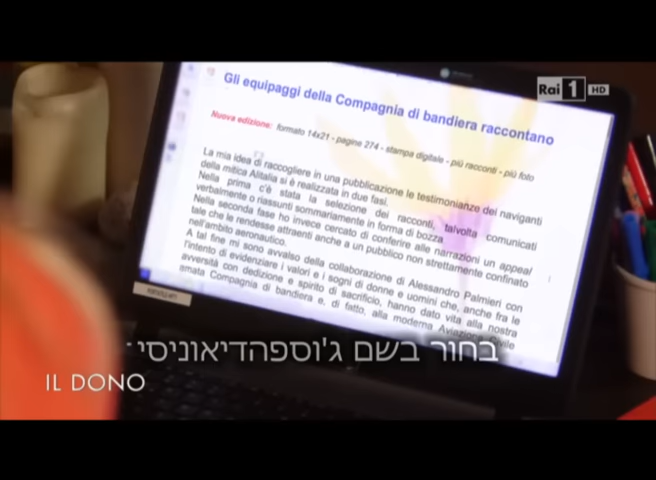 Rai 1 HD
Gli equipaggi della Compagnia di bandiera raccontano
Nuova edizione: formato 14x21 - pagine 274 - stampa digitale - più racconti - più foto
La mia idea di raccogliere in una pubblicazione le testimonianze dei naviganti
della mitica Alitalia si è realizzata in due fasi.
Nella prima c'è stata la selezione dei racconti, talvolta comunicati
verbalmente o riassunti sommariamente in forma di bozza.
Nella seconda fase ho invece cercato di conferire alle narrazioni un appeal
tale che le rendesse attraenti anche a un pubblico non strettamente confinato
nell'ambito aeronautico.
A tal fine mi sono avvalso della collaborazione di Alessandro Palmieri con
l'intento di evidenziare i valori e i sogni di donne e uomini che, anche fra le
avversità con dedizione e spirito di sacrificio, hanno dato vita alla nostra
amata Compagnia di bandiera e, di fatto, alla moderna Aviazione Civile
בחור בשם ג'וספהדיאוניסי-
IL DONO